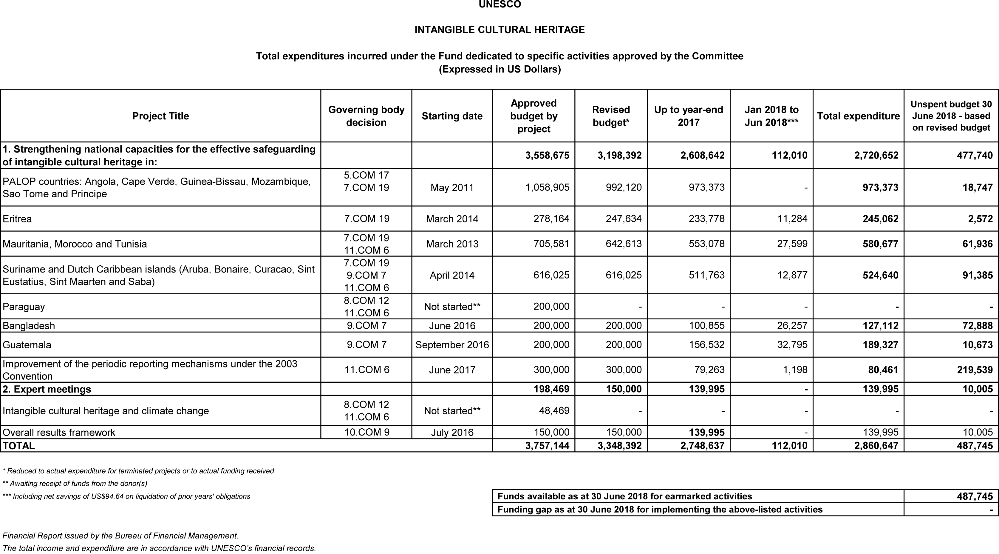 UNESCO
INTANGIBLE CULTURAL HERITAGE
Total expenditures incurred under the Fund dedicated to specific activities approved by the Committee
(Expressed in US Dollars)
Project Title | Governing body decision | Starting date | Approved budget by project | Revised budget* | Up to year-end 2017 | Jan 2018 to Jun 2018*** | Total expenditure | Unspent budget 30 June 2018 - based on revised budget
1. Strengthening national capacities for the effective safeguarding of intangible cultural heritage in: | | | 3,558,675 | 3,198,392 | 2,608,642 | 112,010 | 2,720,652 | 477,740
PALOP countries: Angola, Cape Verde, Guinea-Bissau, Mozambique, Sao Tome and Principe | 5.COM 17 7.COM 19 | May 2011 | 1,058,905 | 992,120 | 973,373 | - | 973,373 | 18,747
Eritrea | 7.COM 19 | March 2014 | 278,164 | 247,634 | 233,778 | 11,284 | 245,062 | 2,572
Mauritania, Morocco and Tunisia | 7.COM 19 11.COM 6 | March 2013 | 705,581 | 642,613 | 553,078 | 27,599 | 580,677 | 61,936
Suriname and Dutch Caribbean islands (Aruba, Bonaire, Curacao, Sint Eustatius, Sint Maarten and Saba) | 7.COM 19 9.COM 7 11.COM 6 | April 2014 | 616,025 | 616,025 | 511,763 | 12,877 | 524,640 | 91,385
Paraguay | 8.COM 12 11.COM 6 | Not started** | 200,000 | - | - | - | - | -
Bangladesh | 9.COM 7 | June 2016 | 200,000 | 200,000 | 100,855 | 26,257 | 127,112 | 72,888
Guatemala | 9.COM 7 | September 2016 | 200,000 | 200,000 | 156,532 | 32,795 | 189,327 | 10,673
Improvement of the periodic reporting mechanisms under the 2003 Convention | 11.COM 6 | June 2017 | 300,000 | 300,000 | 79,263 | 1,198 | 80,461 | 219,539
2. Expert meetings | | | 198,469 | 150,000 | 139,995 | - | 139,995 | 10,005
Intangible cultural heritage and climate change | 8.COM 12 11.COM 6 | Not started** | 48,469 | - | - | - | - | -
Overall results framework | 10.COM 9 | July 2016 | 150,000 | 150,000 | 139,995 | - | 139,995 | 10,005
TOTAL | 3,757,144 | 3,348,392 | 2,748,637 | 112,010 | 2,860,647 | 487,745
* Reduced to actual expenditure for terminated projects or to actual funding received
** Awaiting receipt of funds from the donor(s)
*** Including net savings of US$94.64 on liquidation of prior years' obligations
Funds available as at 30 June 2018 for earmarked activities | 487,745
Funding gap as at 30 June 2018 for implementing the above-listed activities | -
Financial Report issued by the Bureau of Financial Management.
The total income and expenditure are in accordance with UNESCO’s financial records.